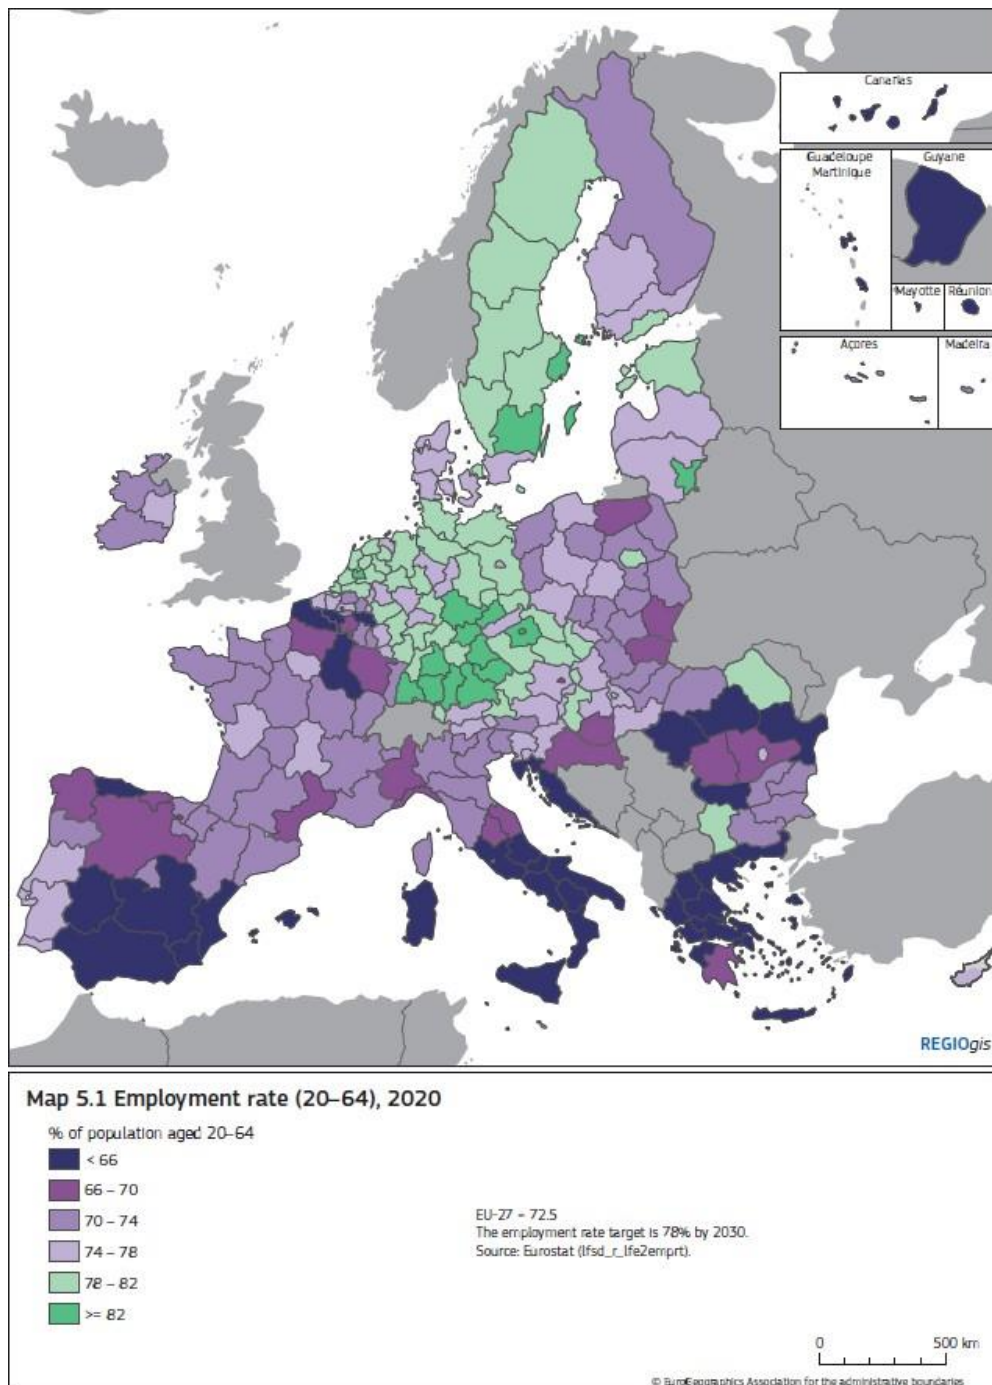 Canarias
Guadeloupe
Martinique
Guyane
Mayotte
Réunion
Açores
Madeira
REGIOgis
Map 5.1 Employment rate (20–64), 2020
% of population aged 20–64
< 66
66 – 70
70 – 74
74 – 78
78 – 82
>= 82
EU-27 = 72.5
The employment rate target is 78% by 2030.
Source: Eurostat (lfsd_r_lfe2emprt).
0 500 km
© EuroGeographics Association for the administrative boundaries